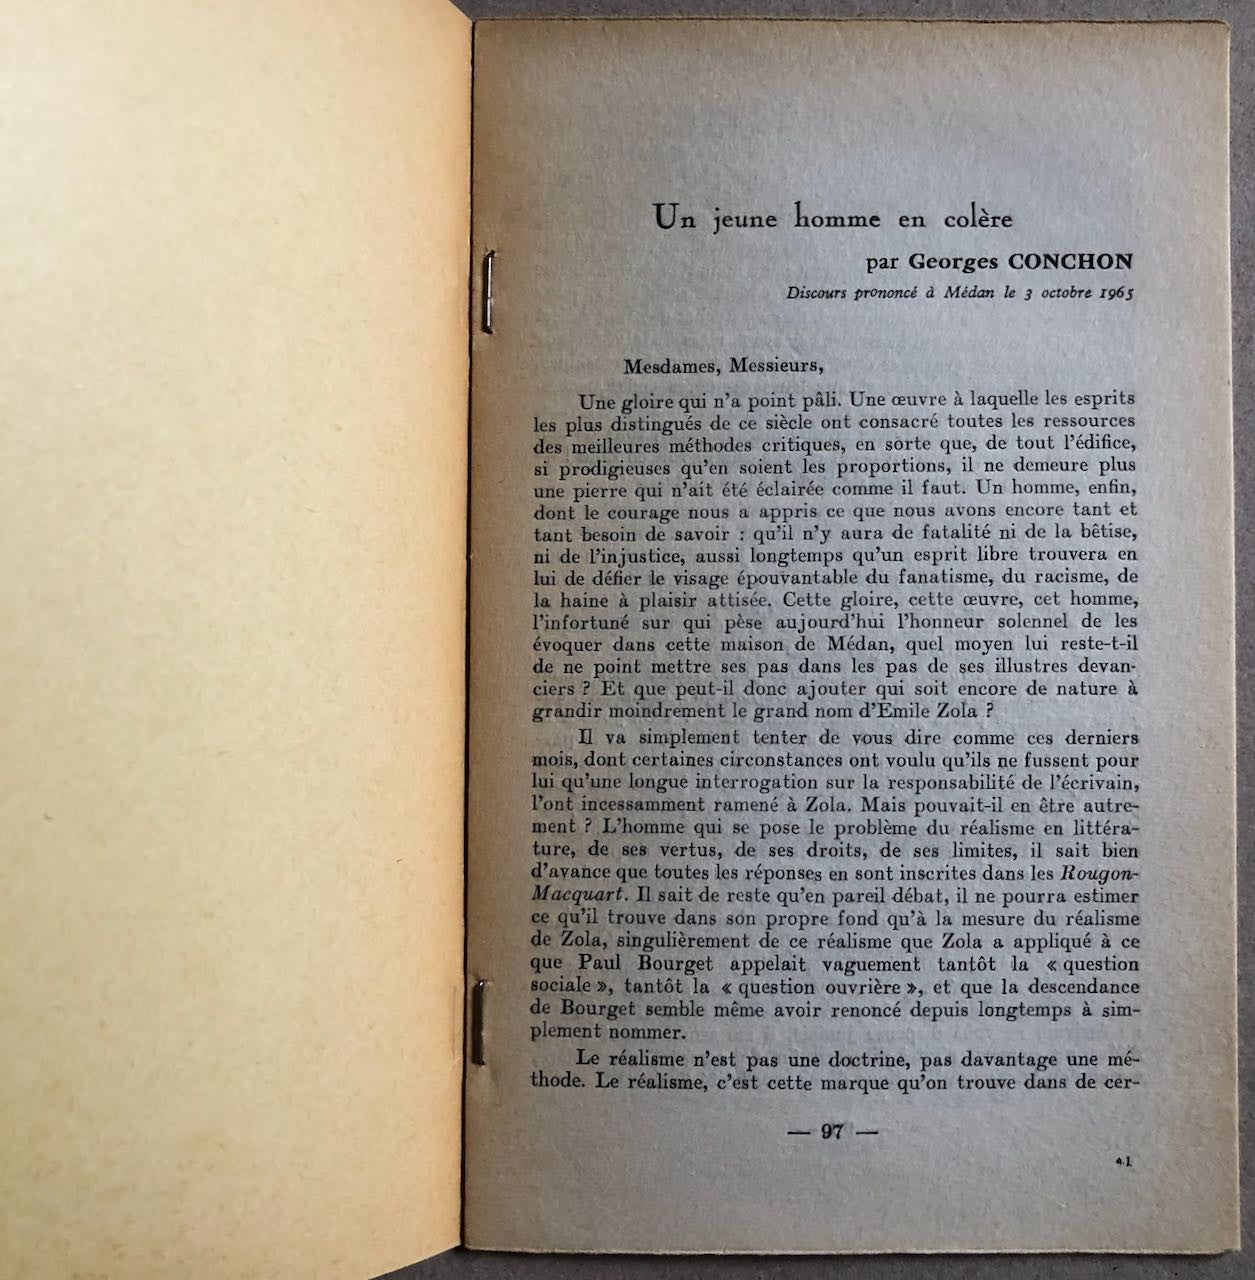 Un jeune homme en colère
par Georges CONCHON
Discours prononcé à Médan le 3 octobre 1965
Mesdames, Messieurs,
Une gloire qui n'a point pâli. Une œuvre à laquelle les esprits
les plus distingués de ce siècle ont consacré toutes les ressources
des meilleures méthodes critiques, en sorte que, de tout l'édifice,
si prodigieuses qu'en soient les proportions, il ne demeure plus
une pierre qui n'ait été éclairée comme il faut. Un homme, enfin,
dont le courage nous a appris ce que nous avons encore tant et
tant besoin de savoir : qu'il n'y aura de fatalité ni de la bêtise,
ni de l'injustice, aussi longtemps qu'un esprit libre trouvera en
lui de défier le visage épouvantable du fanatisme, du racisme, de
la haine à plaisir attisée. Cette gloire, cette œuvre, cet homme,
l'infortuné sur qui pèse aujourd'hui l'honneur solennel de les
évoquer dans cette maison de Médan, quel moyen lui reste-t-il
de ne point mettre ses pas dans les pas de ses illustres devan-
ciers ? Et que peut-il donc ajouter qui soit encore de nature à
grandir moindrement le grand nom d'Emile Zola ?
Il va simplement tenter de vous dire comme ces derniers
mois, dont certaines circonstances ont voulu qu'ils ne fussent pour
lui qu'une longue interrogation sur la responsabilité de l'écrivain,
l'ont incessamment ramené à Zola. Mais pouvait-il en être autre-
ment ? L'homme qui se pose le problème du réalisme en littéra-
ture, de ses vertus, de ses droits, de ses limites, il sait bien
d'avance que toutes les réponses en sont inscrites dans les Rougon-
Macquart. Il sait de reste qu'en pareil débat, il ne pourra estimer
ce qu'il trouve dans son propre fond qu'à la mesure du réalisme
de Zola, singulièrement de ce réalisme que Zola a appliqué à ce
que Paul Bourget appelait vaguement tantôt la « question
sociale », tantôt la « question ouvrière », et que la descendance
de Bourget semble même avoir renoncé depuis longtemps à sim-
plement nommer.
Le réalisme n'est pas une doctrine, pas davantage une mé-
thode. Le réalisme, c'est cette marque qu'on trouve dans de cer-
— 97 —
4.1